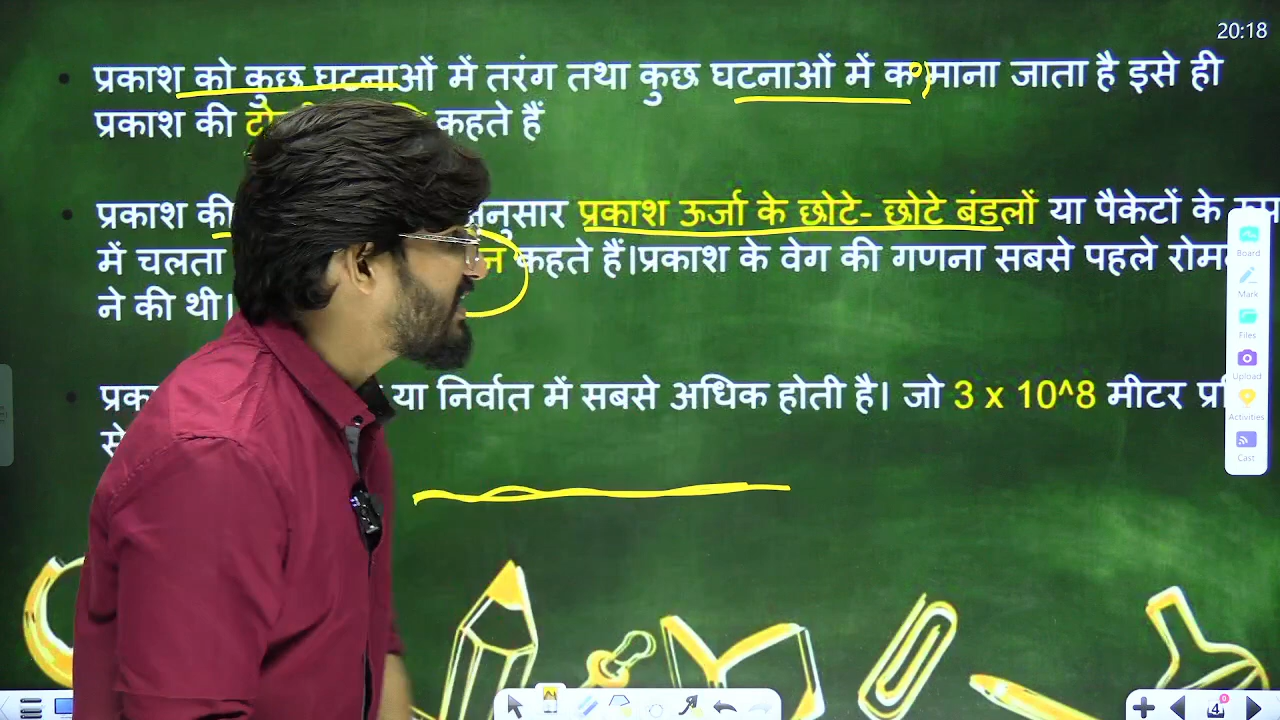 20:18
प्रकाश को कुछ घटनाओं में तरंग तथा कुछ घटनाओं में माना जाता है इसे ही
प्रकाश की कहते हैं
प्रकाश की अनुसार प्रकाश ऊर्जा के छोटे- छोटे बंडलों या पैकेटों के
में चलता कहते हैं।प्रकाश के वेग की गणना सबसे पहले
ने की थी।
या निर्वात में सबसे अधिक होती है। जो 3 x 10^8 मीटर
Board
Mark
Files
Upload
Activities
Cast
4